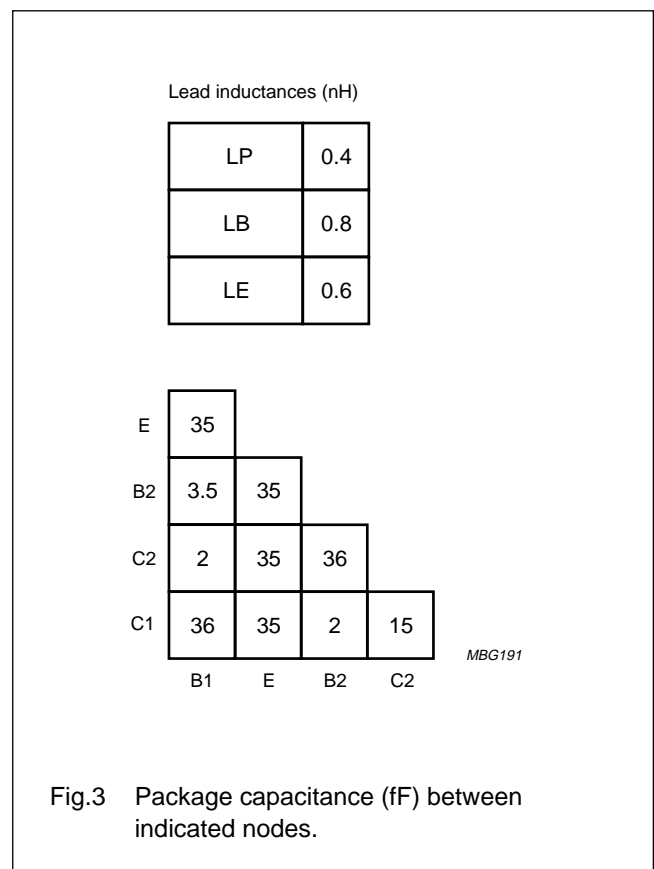 Lead inductances (nH)
LP 0.4
LB 0.8
LE 0.6
E 35
B2 3.5 35
C2 2 35 36
C1 36 35 2 15
MBG191
B1 E B2 C2
Fig.3 Package capacitance (fF) between
indicated nodes.